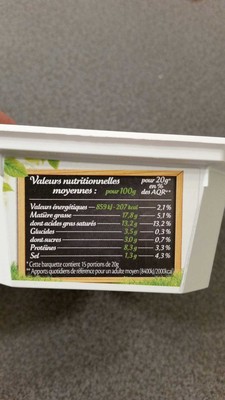 Valeurs nutritionnelles moyennes : pour 100g pour 20g* en % des AQR**
Valeurs énergétiques 859 kJ - 207 kcal 2,1%
Matière grasse 17,8 g 5,1%
dont acides gras saturés 13,2 g 13,2 %
Glucides 3,5 g 0,3 %
dont sucres 3,0 g 0,7 %
Protéines 8,3 g 3,3 %
Sel 1,3 g 4,3 %
* Cette barquette contient 15 portions de 20g
** Apports quotidiens de référence pour un adulte moyen (8400kJ/2000kcal)